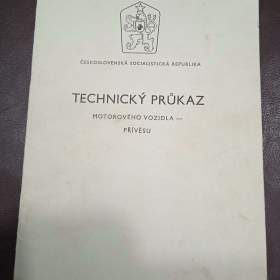 ČESKOSLOVENSKÁ SOCIALISTICKÁ REPUBLIKA
TECHNICKÝ PRŮKAZ
MOTOROVÉHO VOZIDLA —
PŘÍVĚSU